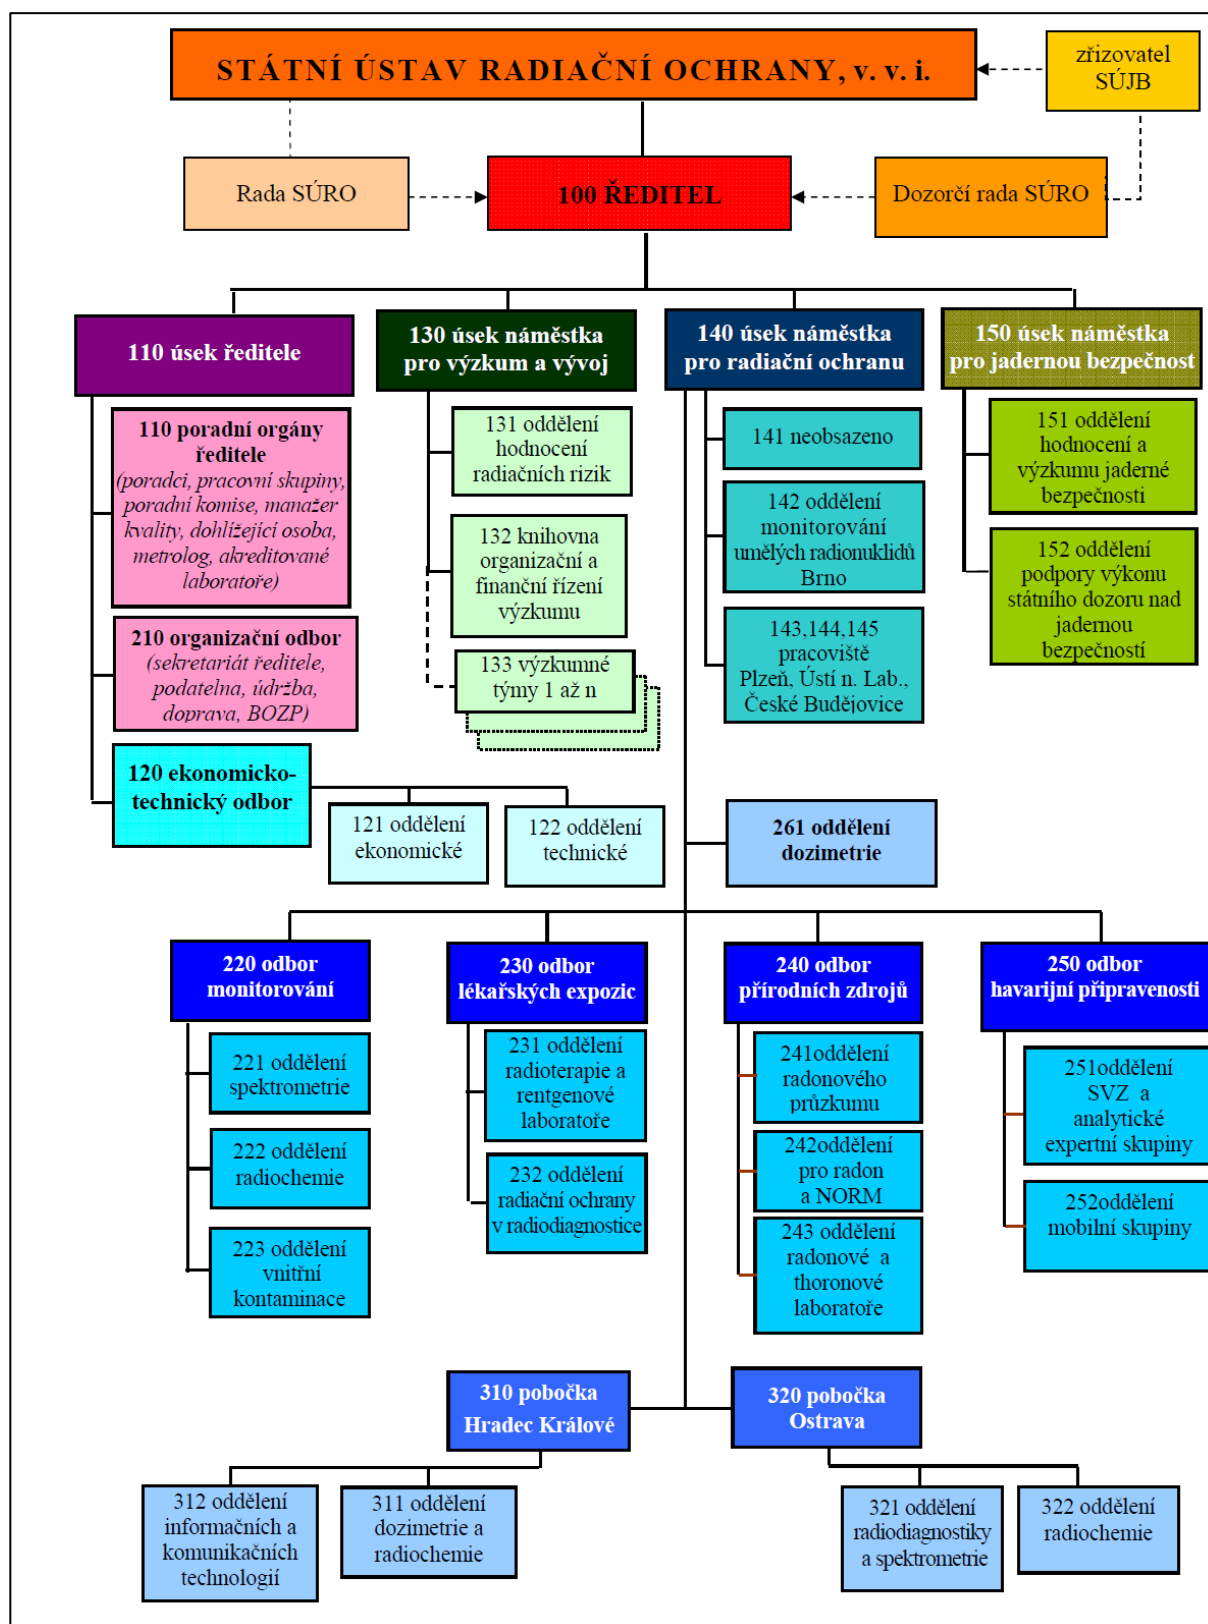 STÁTNÍ ÚSTAV RADIAČNÍ OCHRANY, v. v. i.
zřizovatel
SÚJB
Rada SÚRO
100 ŘEDITEL
Dozorčí rada SÚRO
110 úsek ředitele
130 úsek náměstka
pro výzkum a vývoj
140 úsek náměstka
pro radiační ochranu
150 úsek náměstka
pro jadernou bezpečnost
110 poradní orgány
ředitele
(poradci, pracovní skupiny,
poradní komise, manažer
kvality, dohlížející osoba,
metrolog, akreditované
laboratoře)
210 organizační odbor
(sekretariát ředitele,
podatelna, údržba,
doprava, BOZP)
120 ekonomicko-
technický odbor
121 oddělení
ekonomické
122 oddělení
technické
131 oddělení
hodnocení
radiačních rizik
132 knihovna
organizační a
finanční řízení
výzkumu
133 výzkumné
týmy 1 až n
141 neobsazeno
142 oddělení
monitorování
umělých radionuklidů
Brno
143,144,145
pracoviště
Plzeň, Ústí n. Lab.,
České Budějovice
151 oddělení
hodnocení a
výzkumu jaderné
bezpečnosti
152 oddělení
podpory výkonu
státního dozoru nad
jadernou
bezpečností
261 oddělení
dozimetrie
220 odbor
monitorování
230 odbor
lékařských expozic
240 odbor
přírodních zdrojů
250 odbor
havarijní připravenosti
221 oddělení
spektrometrie
222 oddělení
radiochemie
223 oddělení
vnitřní
kontaminace
231 oddělení
radioterapie a
rentgenové
laboratoře
232 oddělení
radiační ochrany
v radiodiagnostice
241oddělení
radonového
průzkumu
242oddělení
pro radon
a NORM
243 oddělení
radonové a
thoronové
laboratoře
251oddělení
SVZ a
analytické
expertní skupiny
252oddělení
mobilní skupiny
310 pobočka
Hradec Králové
320 pobočka
Ostrava
312 oddělení
informačních a
komunikačních
technologií
311 oddělení
dozimetrie a
radiochemie
321 oddělení
radiodiagnostiky
a spektrometrie
322 oddělení
radiochemie